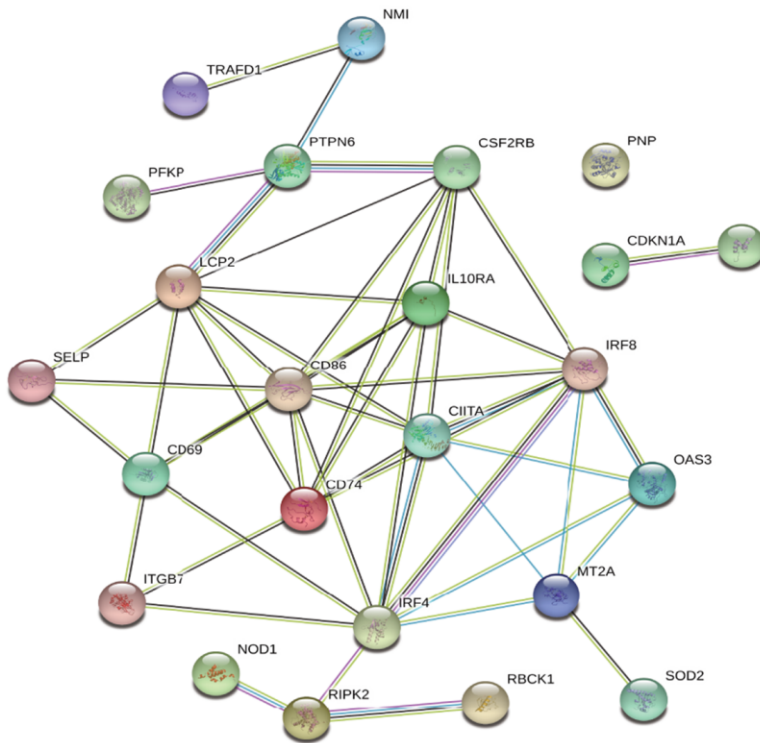 NMI
TRAFD1
PTPN6
CSF2RB
PNP
PFKP
CDKN1A
LCP2
IL10RA
IRF8
SELP
CD86
CIITA
CD69
OAS3
CD74
MT2A
ITGB7
IRF4
NOD1
RBCK1
SOD2
RIPK2